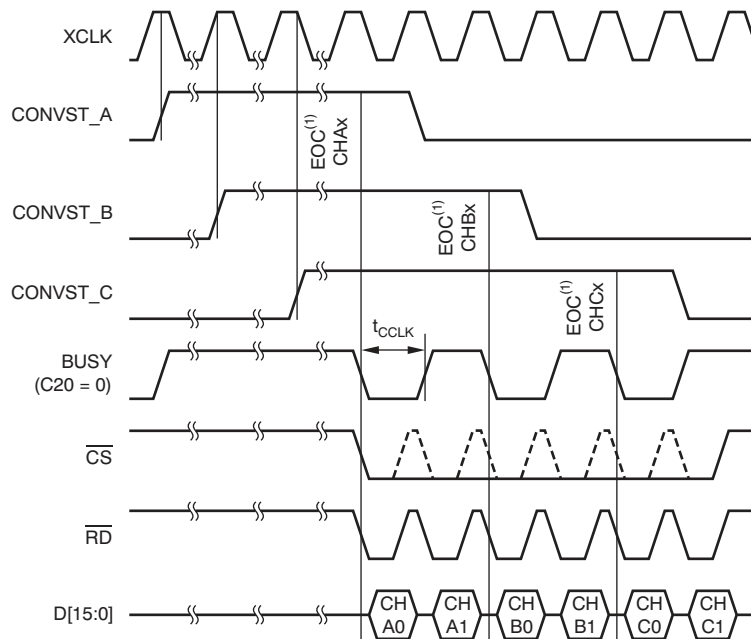 XCLK
CONVST_A
EOC(1)
CHAx
CONVST_B
EOC(1)
CHBx
CONVST_C
EOC(1)
CHCx
tCCLK
BUSY
(C20 = 0)
CS
RD
D[15:0]
CH
A0
CH
A1
CH
B0
CH
B1
CH
C0
CH
C1